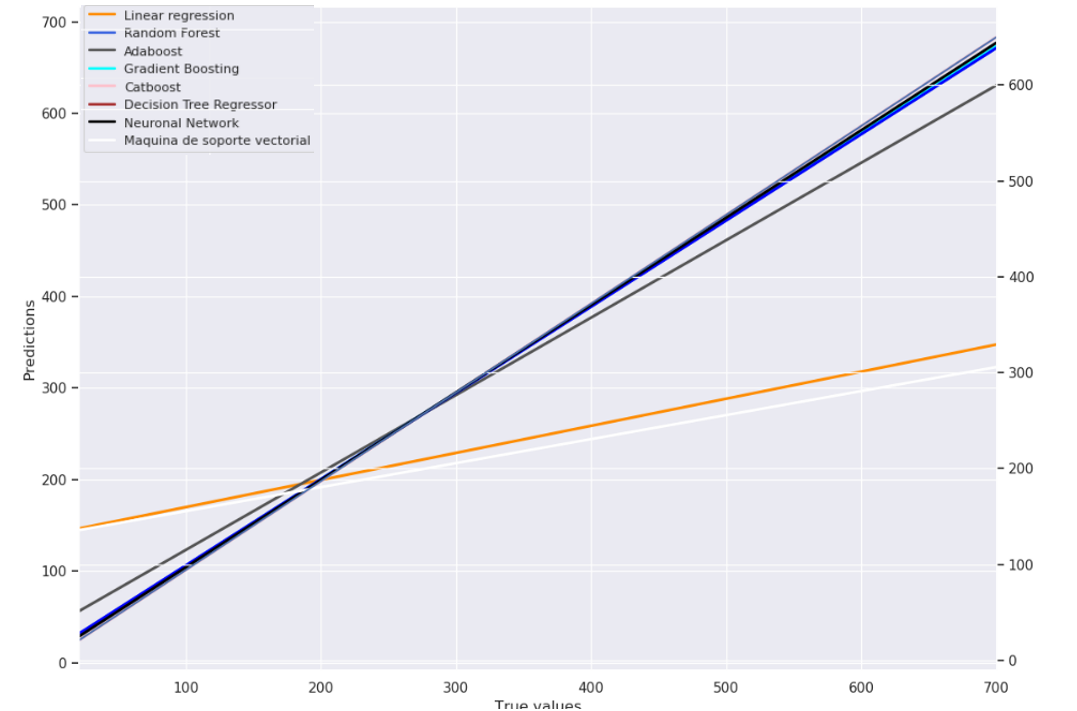 Linear regression
Random Forest
Adaboost
Gradient Boosting
Catboost
Decision Tree Regressor
Neuronal Network
Maquina de soporte vectorial
Predictions
700
600
500
400
300
200
100
0
600
500
400
300
200
100
0
100 200 300 400 500 600 700
True values